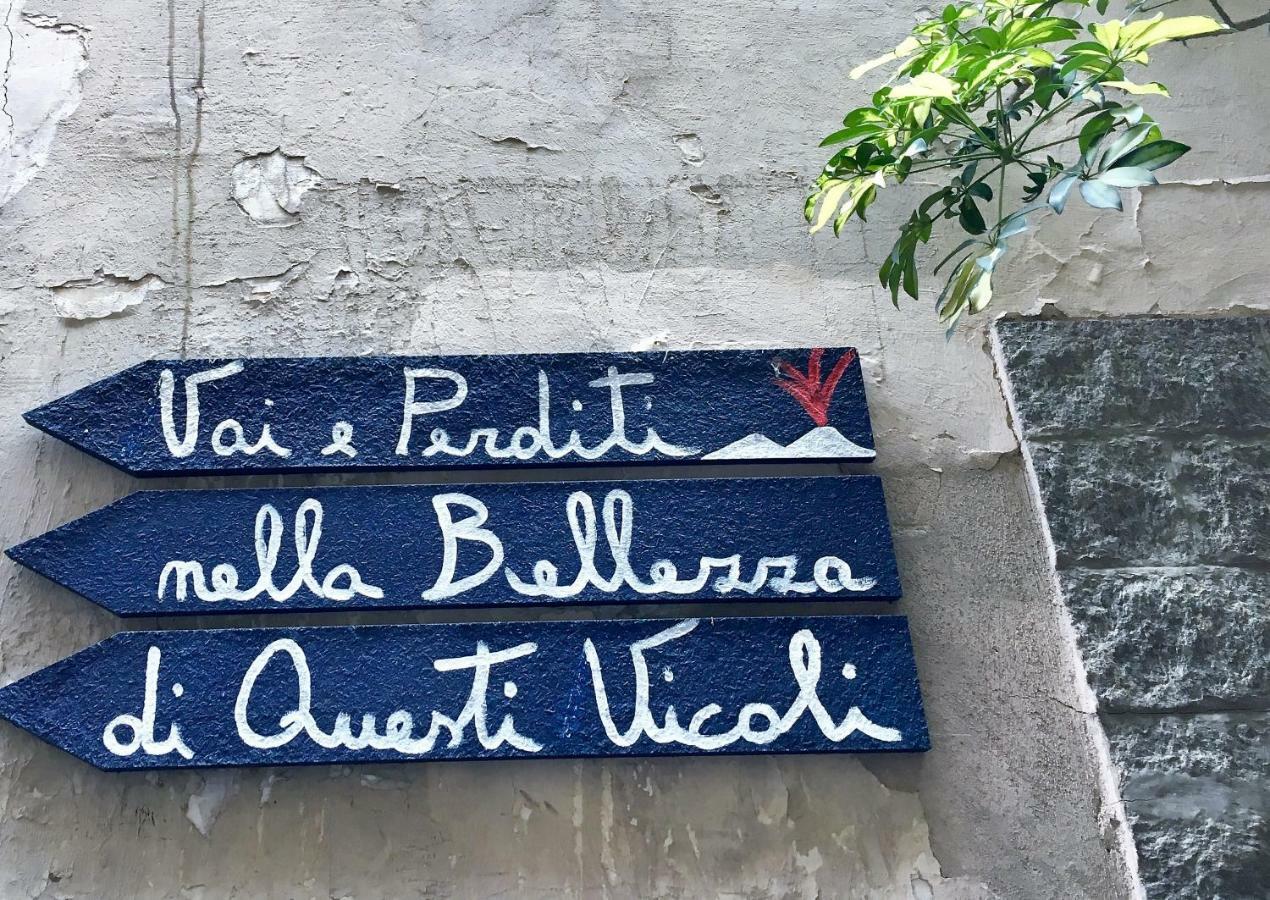 Vai e Perditi
nella Bellezza
di Questi Vicoli